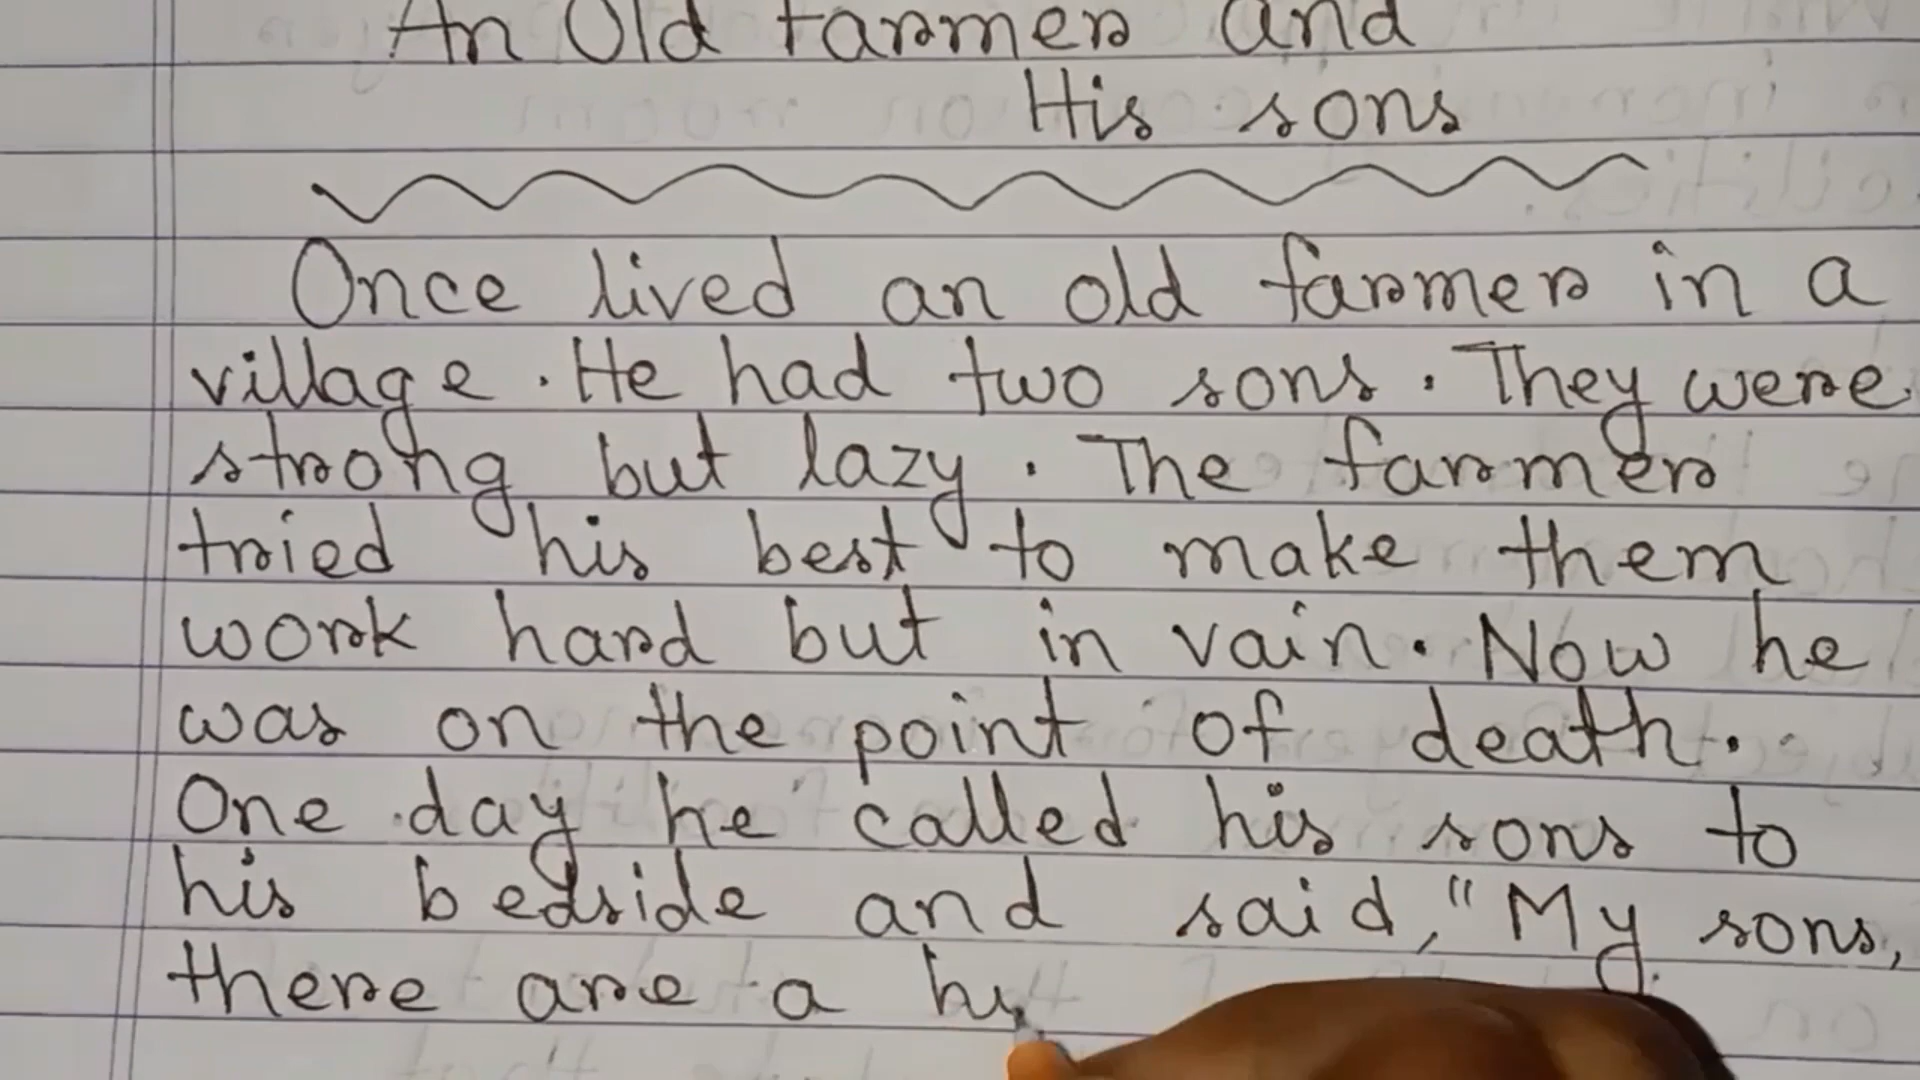 An Old Farmer and
His sons
Once lived an old farmer in a
village. He had two sons. They were
strong but lazy. The farmer
tried his best to make them
work hard but in vain. Now he
was on the point of death.
One day he called his sons to
his bedside and said, "My sons,
there are a